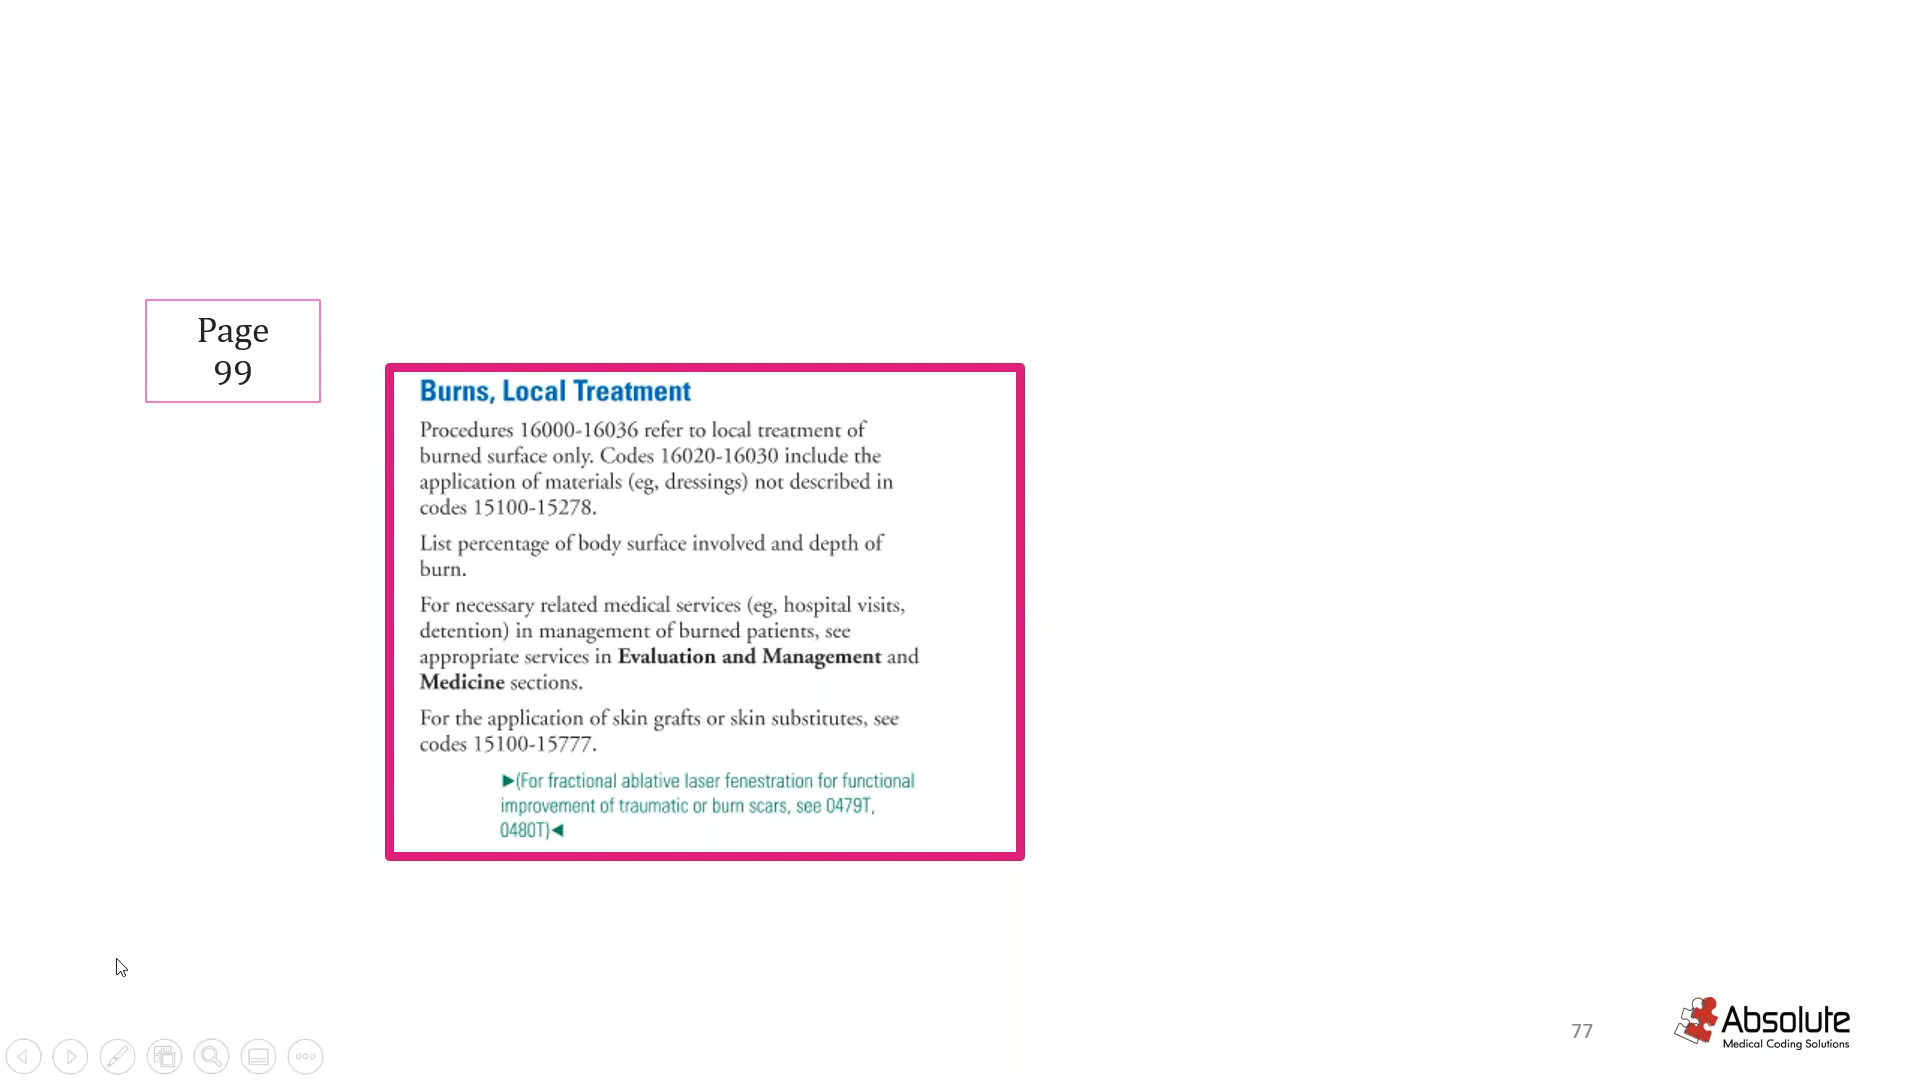 Page
99
Burns, Local Treatment
Procedures 16000-16036 refer to local treatment of
burned surface only. Codes 16020-16030 include the
application of materials (eg, dressings) not described in
codes 15100-15278.
List percentage of body surface involved and depth of
burn.
For necessary related medical services (eg, hospital visits,
detention) in management of burned patients, see
appropriate services in Evaluation and Management and
Medicine sections.
For the application of skin grafts or skin substitutes, see
codes 15100-15777.
►(For fractional ablative laser fenestration for functional
improvement of traumatic or burn scars, see 0479T,
0480T)◄
77
Absolute
Medical Coding Solutions